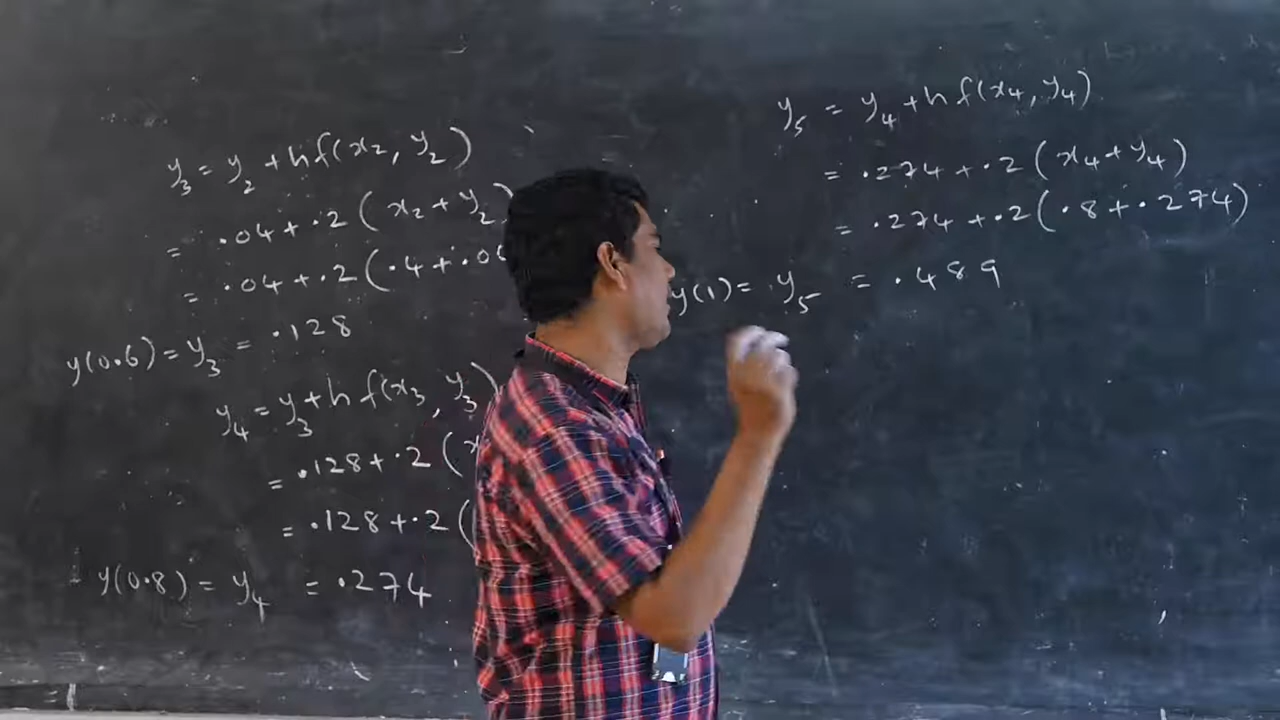 y₃ = y₂ + h f(x₂, y₂)
= .04 + .2 (x₂ + y₂
= .04 + .2 (.4 + .0
y(0.6) = y₃ = .128
y₄ = y₃ + h f(x₃, y₃)
= .128 + .2 (x
= .128 + .2 (
y(0.8) = y₄ = .274
y₅ = y₄ + h f(x₄, y₄)
= .274 + .2 (x₄ + y₄)
= .274 + .2 (.8 + .274)
y(1) = y₅ = .489